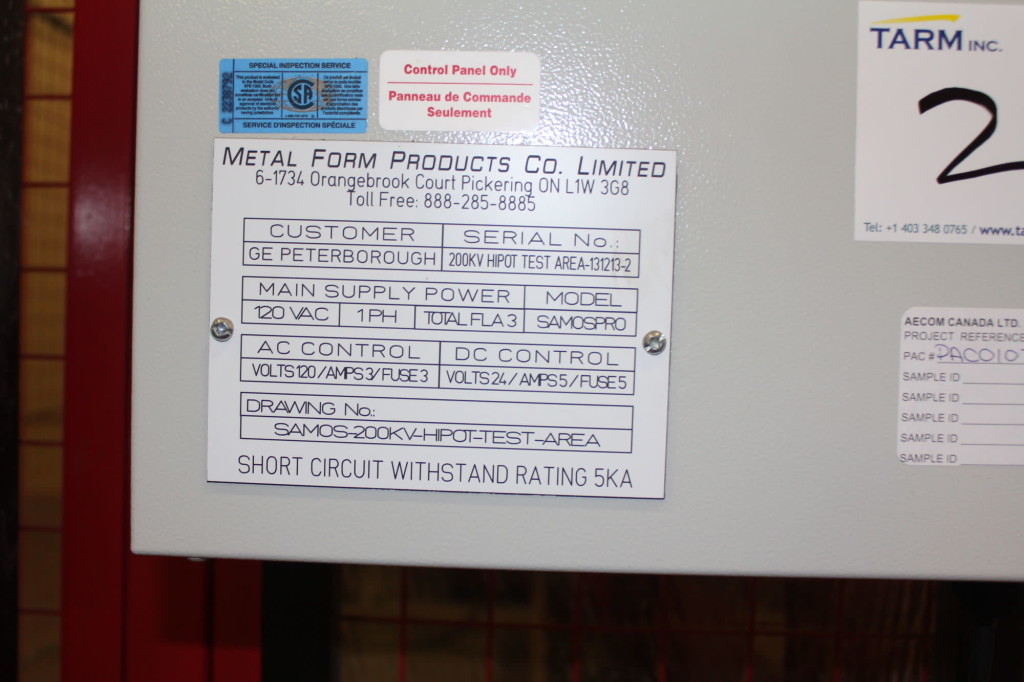 SPECIAL INSPECTION SERVICE
CSA
SERVICE D'INSPECTION SPÉCIALE
Control Panel Only
Panneau de Commande
Seulement
TARM INC.
2
Tel: +1 403 348 0765 / www.ta
METAL FORM PRODUCTS CO. LIMITED
6-1734 Orangebrook Court Pickering ON L1W 3G8
Toll Free: 888-285-8885
CUSTOMER SERIAL No.:
GE PETERBOROUGH 200KV HIPOT TEST AREA-131213-2
MAIN SUPPLY POWER MODEL
120 VAC 1 PH TOTAL FLA 3 SAMOSPRO
AC CONTROL DC CONTROL
VOLTS 120 / AMPS 3 / FUSE 3 VOLTS 24 / AMPS 5 / FUSE 5
DRAWING No.:
SAMOS-200KV-HIPOT-TEST-AREA
SHORT CIRCUIT WITHSTAND RATING 5KA
AECOM CANADA LTD.
PROJECT REFERENCE
PAC # PAC0107
SAMPLE ID
SAMPLE ID
SAMPLE ID
SAMPLE ID
SAMPLE ID